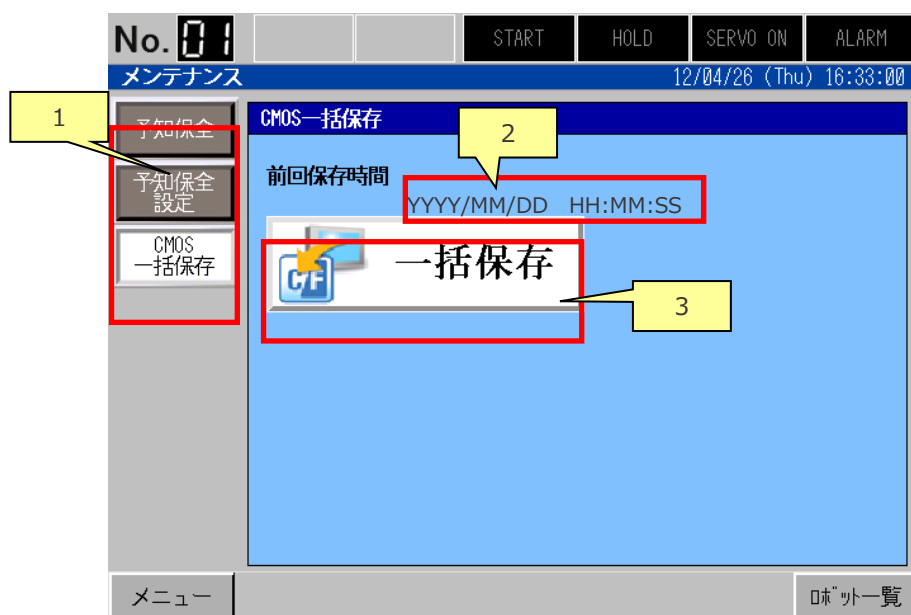 No. 01
START
HOLD
SERVO ON
ALARM
メンテナンス
12/04/26 (Thu) 16:33:00
1
予知保全
予知保全
設定
CMOS
一括保存
CMOS一括保存
2
前回保存時間
YYYY/MM/DD HH:MM:SS
C/F
一括保存
3
メニュー
ロボット一覧